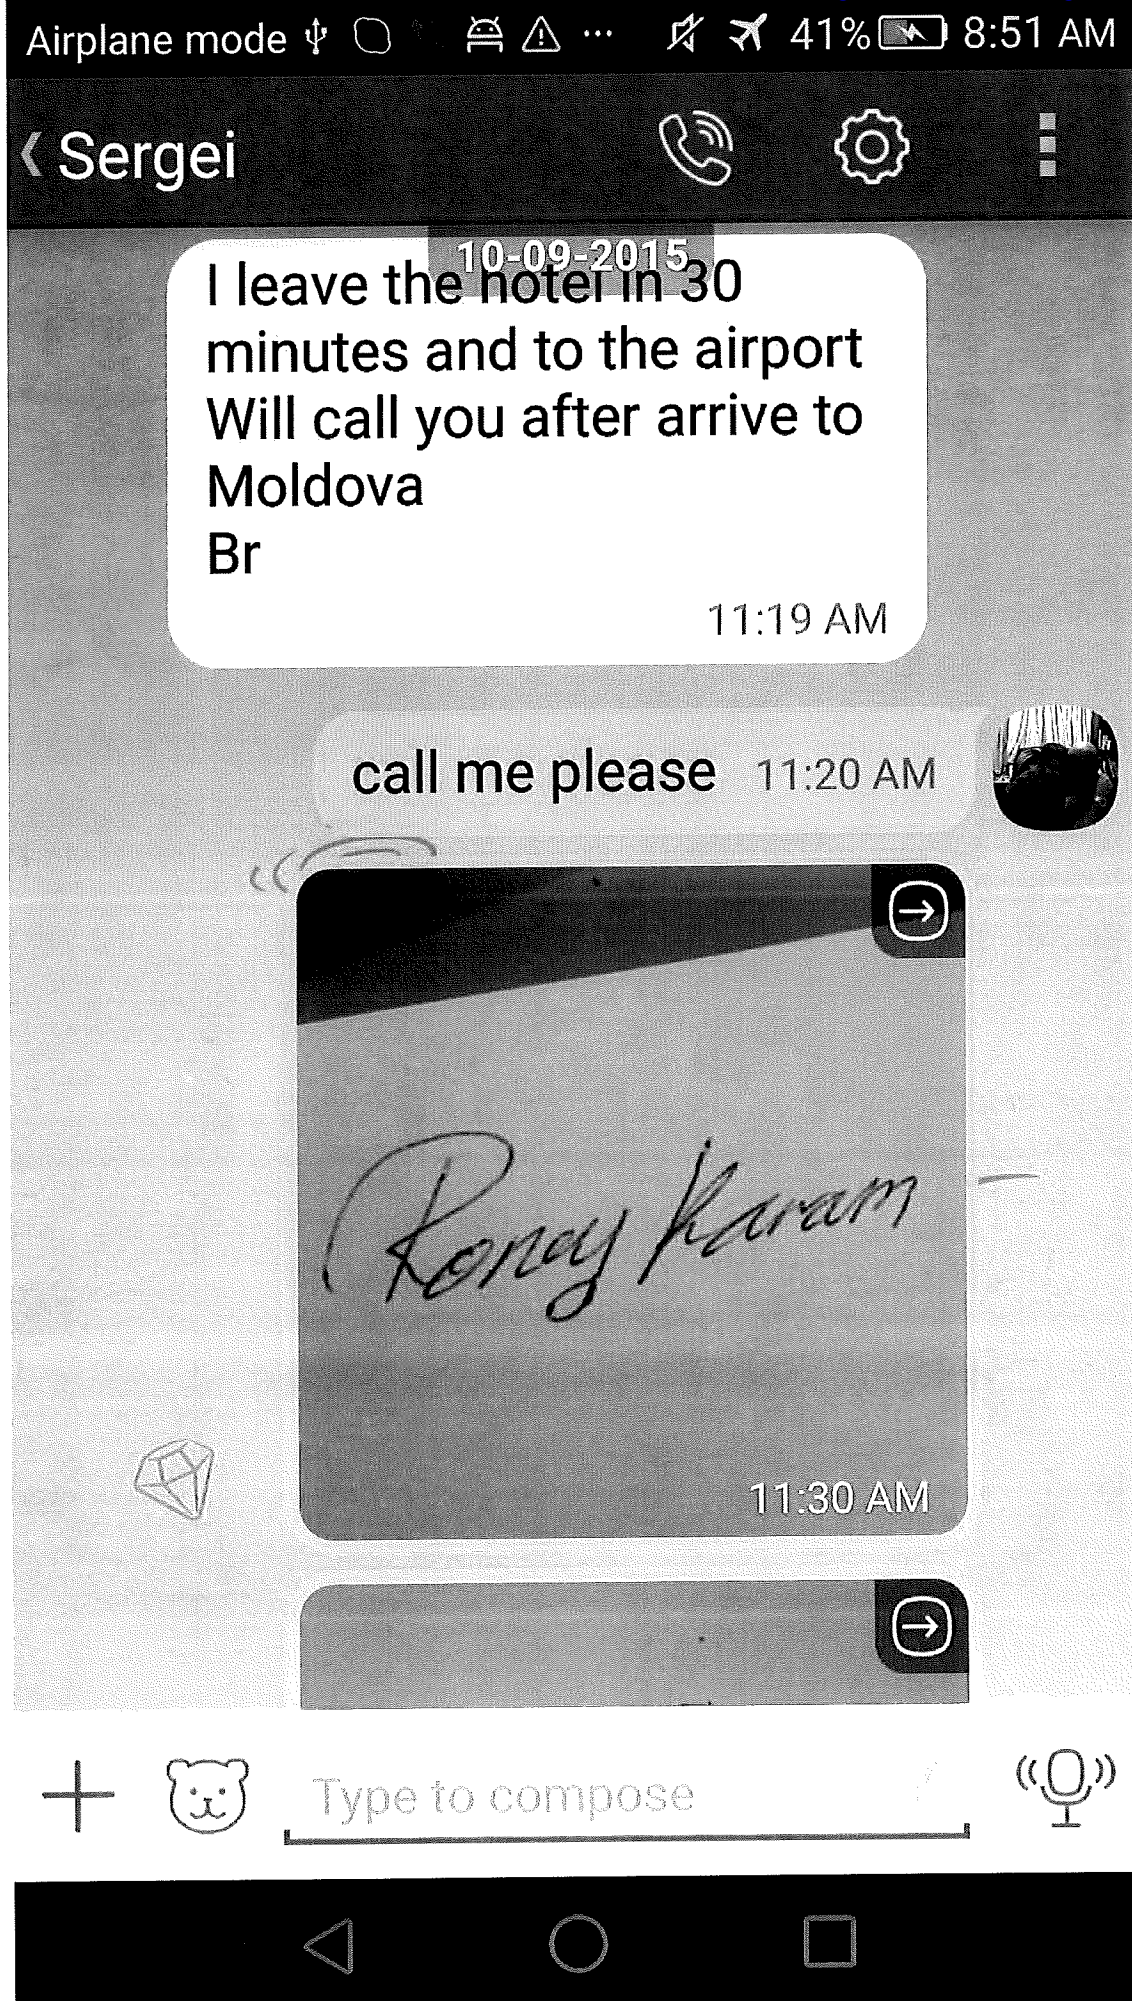 Airplane mode 41% 8:51 AM
Sergei
10-09-2015
I leave the hotel in 30
minutes and to the airport
Will call you after arrive to
Moldova
Br
11:19 AM
call me please 11:20 AM
Roney Karam
11:30 AM
Type to compose